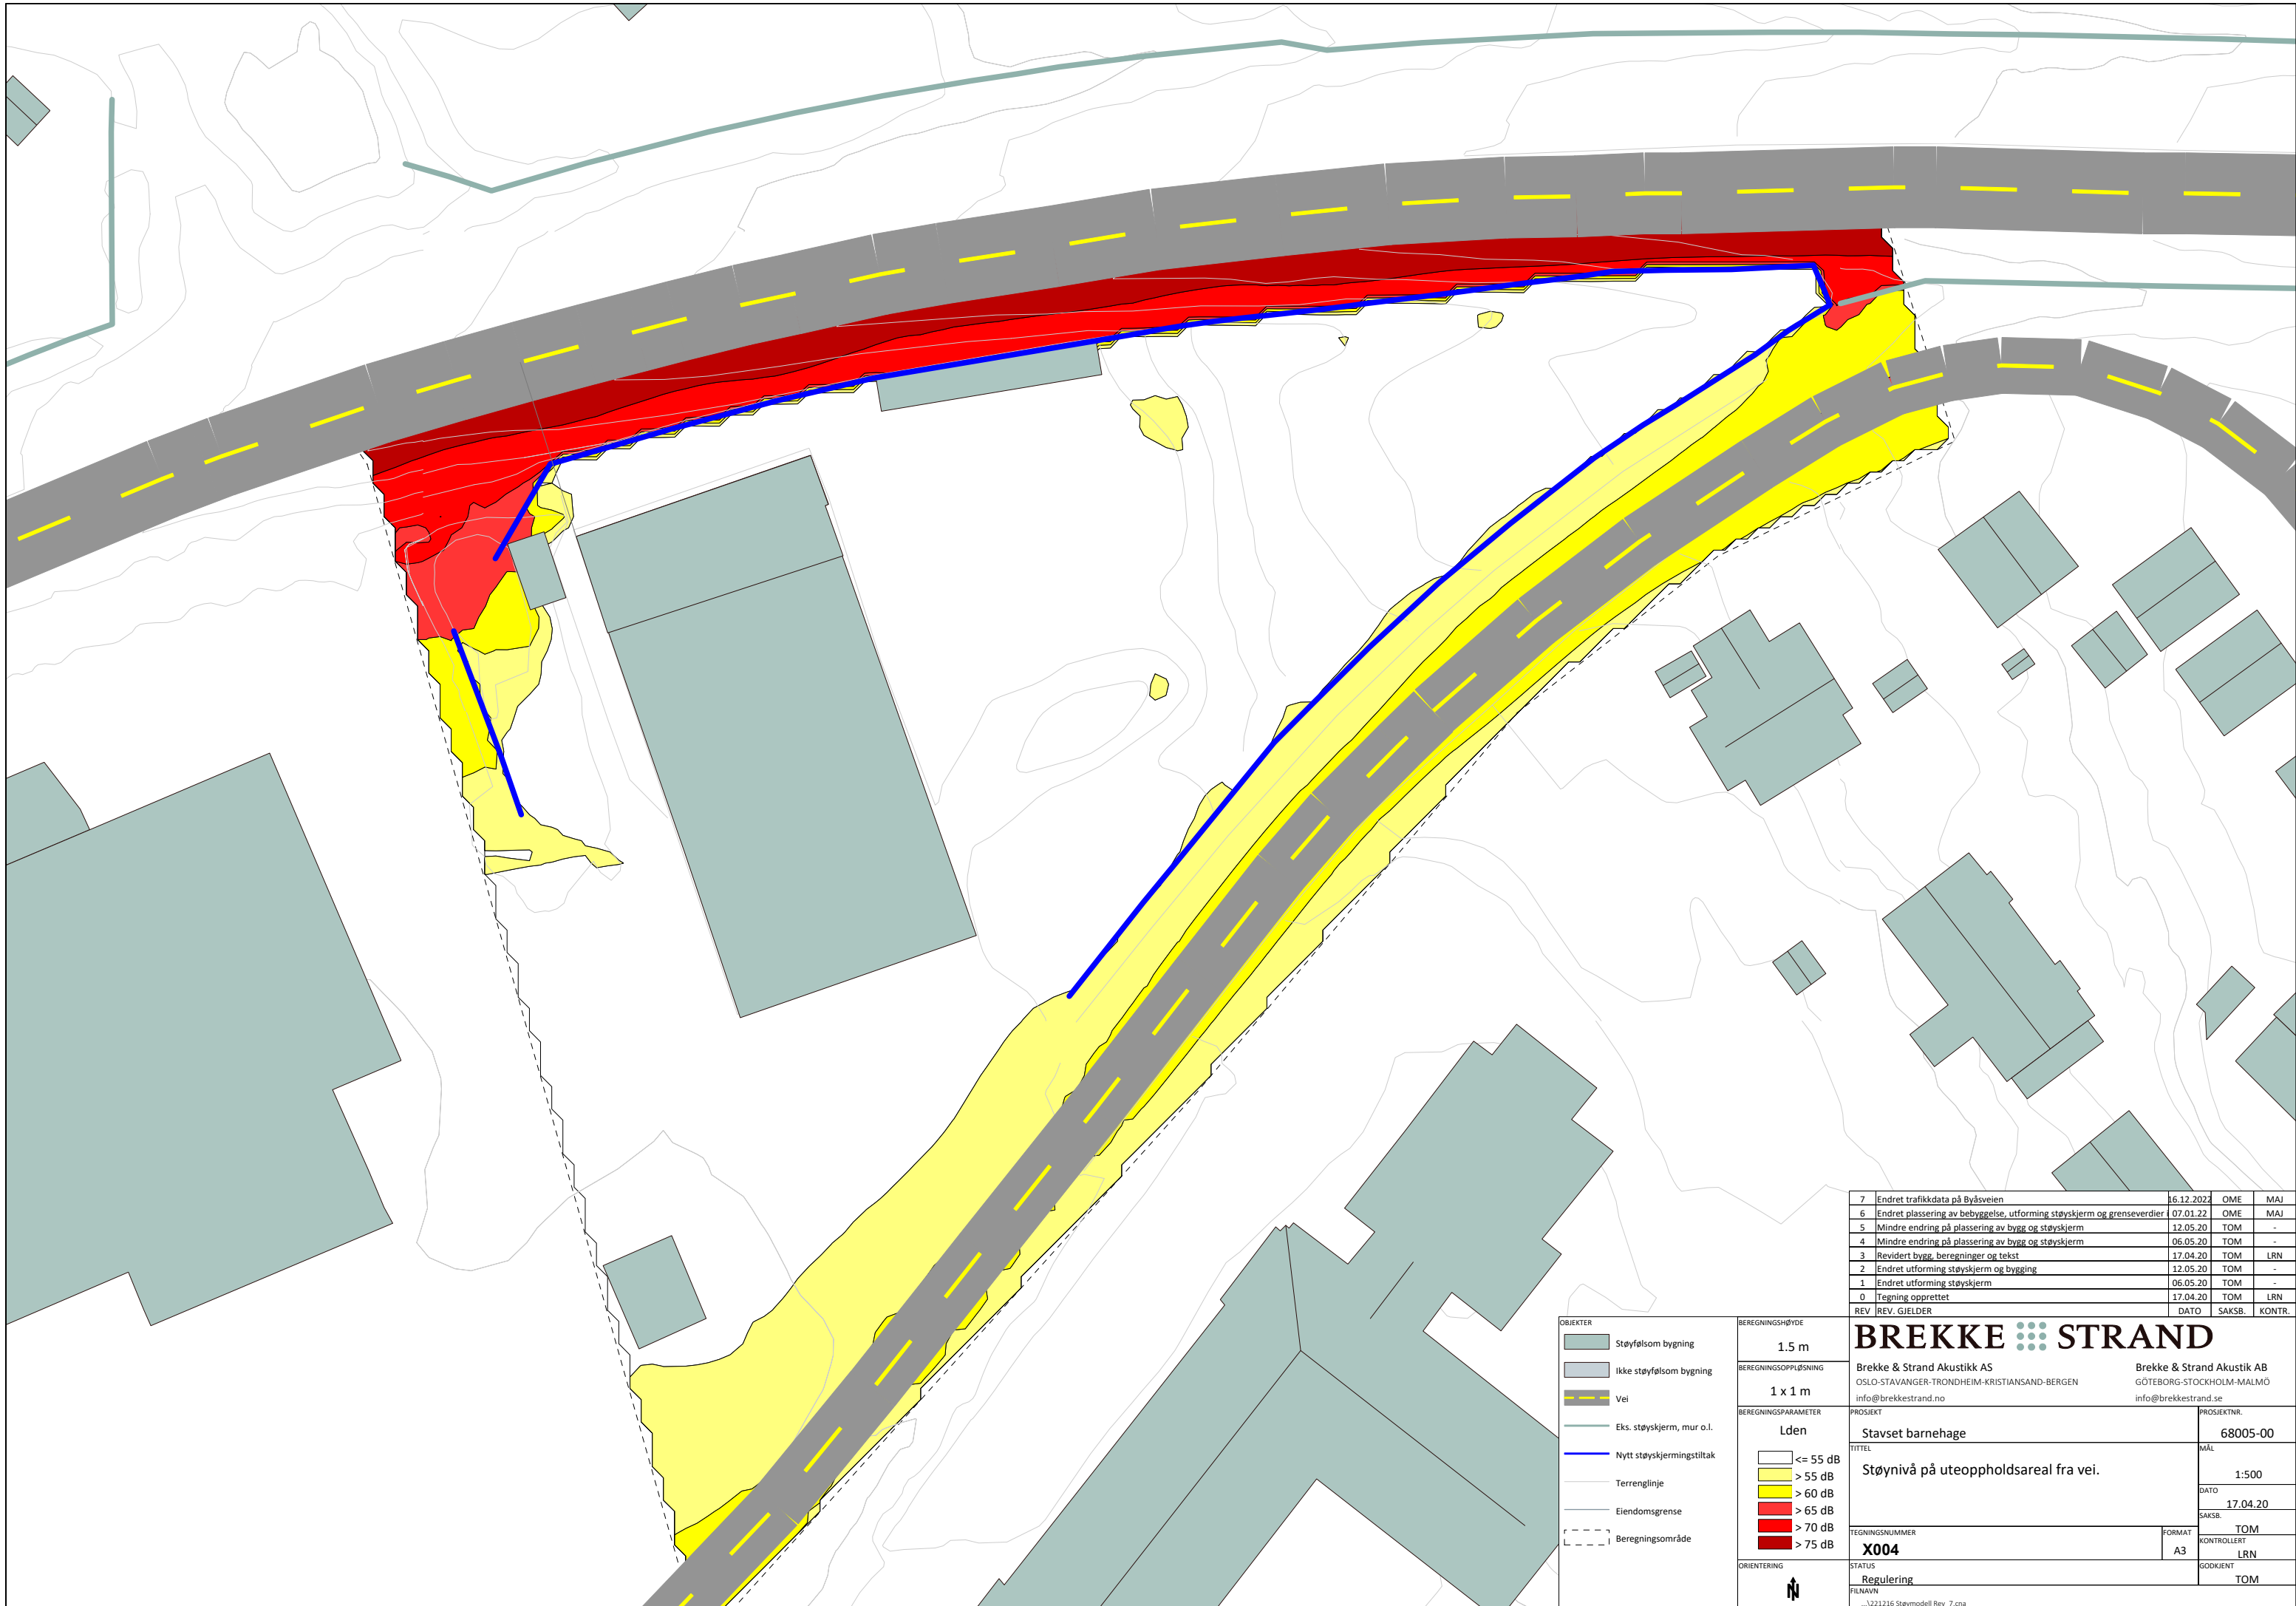 7 Endret trafikkdata på Byåsveien 16.12.2022 OME MAJ
6 Endret plassering av bebyggelse, utforming støyskjerm og grenseverdier i 07.01.22 OME MAJ
5 Mindre endring på plassering av bygg og støyskjerm 12.05.20 TOM -
4 Mindre endring på plassering av bygg og støyskjerm 06.05.20 TOM -
3 Revidert bygg, beregninger og tekst 17.04.20 TOM LRN
2 Endret utforming støyskjerm og bygging 12.05.20 TOM -
1 Endret utforming støyskjerm 06.05.20 TOM -
0 Tegning opprettet 17.04.20 TOM LRN
REV REV. GJELDER DATO SAKSB. KONTR.
OBJEKTER
Støyfølsom bygning
Ikke støyfølsom bygning
Vei
Eks. støyskjerm, mur o.l.
Nytt støyskjermingstiltak
Terrenglinje
Eiendomsgrense
Beregningsområde
BEREGNINGSHØYDE
1.5 m
BEREGNINGSOPPLØSNING
1 x 1 m
BEREGNINGSPARAMETER
Lden
<= 55 dB
> 55 dB
> 60 dB
> 65 dB
> 70 dB
> 75 dB
ORIENTERING
N
BREKKE STRAND
Brekke & Strand Akustikk AS
OSLO-STAVANGER-TRONDHEIM-KRISTIANSAND-BERGEN
info@brekkestrand.no
Brekke & Strand Akustik AB
GÖTEBORG-STOCKHOLM-MALMÖ
info@brekkestrand.se
PROSJEKT
Stavset barnehage
PROSJEKTNR.
68005-00
TITTEL
Støynivå på uteoppholdsareal fra vei.
MÅL
1:500
DATO
17.04.20
SAKSB.
TOM
TEGNINGSNUMMER
X004
FORMAT
A3
KONTROLLERT
LRN
STATUS
Regulering
GODKJENT
TOM
FILNAVN
...\221216 Støymodell Rev_7.cna